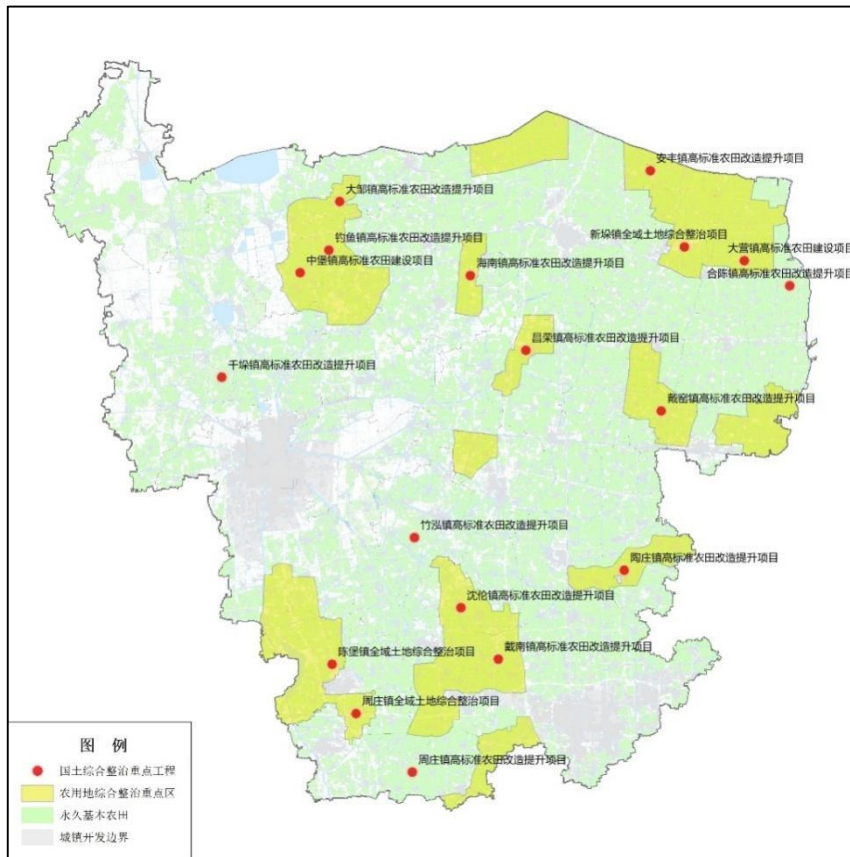 安丰镇高标准农田改造提升项目
大邹镇高标准农田改造提升项目
新垛镇全域土地综合整治项目
钓鱼镇高标准农田改造提升项目
大营镇高标准农田建设项目
中堡镇高标准农田建设项目
海南镇高标准农田改造提升项目
合陈镇高标准农田改造提升项目
昌荣镇高标准农田改造提升项目
千垛镇高标准农田改造提升项目
戴窑镇高标准农田改造提升项目
竹泓镇高标准农田改造提升项目
陶庄镇高标准农田改造提升项目
沈伦镇高标准农田改造提升项目
陈堡镇全域土地综合整治项目
戴南镇高标准农田改造提升项目
周庄镇全域土地综合整治项目
周庄镇高标准农田改造提升项目
图 例
国土综合整治重点工程
农用地综合整治重点区
永久基本农田
城镇开发边界